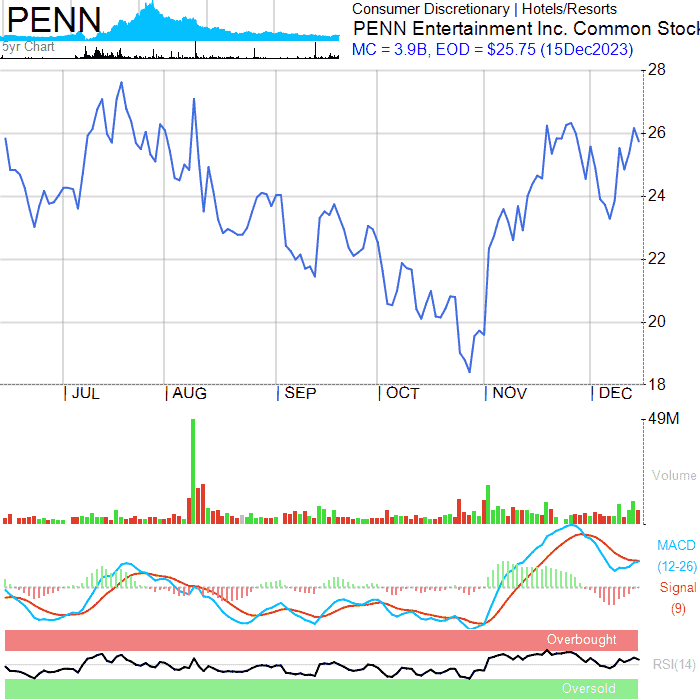 PENN
5yr Chart
Consumer Discretionary | Hotels/Resorts
PENN Entertainment Inc. Common Stock
MC = 3.9B, EOD = $25.75 (15Dec2023)
28
26
24
22
20
18
JUL
AUG
SEP
OCT
NOV
DEC
49M
Volume
MACD
(12-26)
Signal
(9)
Overbought
RSI(14)
Oversold